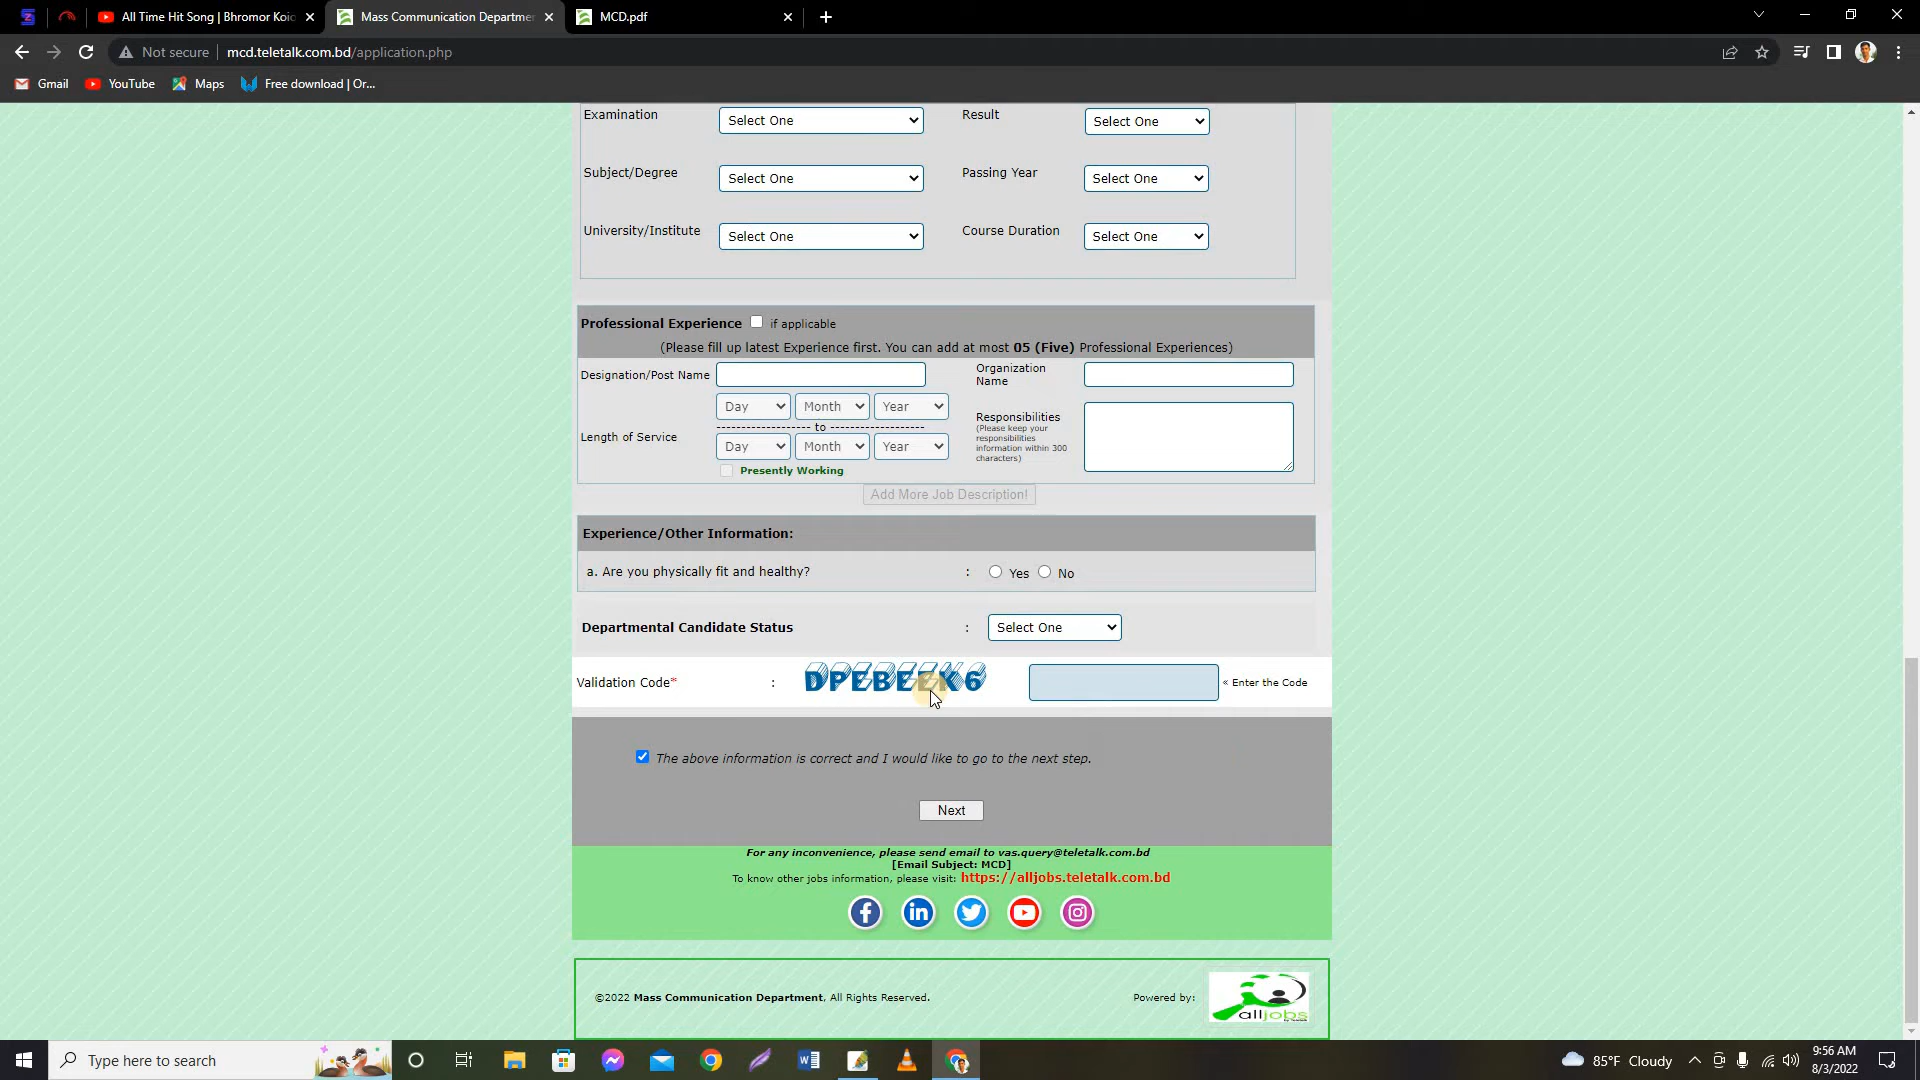 All Time Hit Song | Bhromor Koio
Mass Communication Departme
MCD.pdf
Not secure
mcd.teletalk.com.bd/application.php
Gmail
YouTube
Maps
Free download | Or...
Examination
Select One
Result
Select One
Subject/Degree
Select One
Passing Year
Select One
University/Institute
Select One
Course Duration
Select One
Professional Experience if applicable
(Please fill up latest Experience first. You can add at most 05 (Five) Professional Experiences)
Designation/Post Name
Organization
Name
Day Month Year
-------------------- to --------------------
Length of Service
Day Month Year
Presently Working
Responsibilities
(Please keep your
responsibilities
information within 300
characters)
Add More Job Description!
Experience/Other Information:
a. Are you physically fit and healthy? : Yes No
Departmental Candidate Status : Select One
Validation Code* : DPEBEEK6 « Enter the Code
The above information is correct and I would like to go to the next step.
Next
For any inconvenience, please send email to vas.query@teletalk.com.bd
[Email Subject: MCD]
To know other jobs information, please visit: https://alljobs.teletalk.com.bd
©2022 Mass Communication Department, All Rights Reserved.
Powered by:
alljobs
Type here to search
85°F Cloudy
9:56 AM
8/3/2022